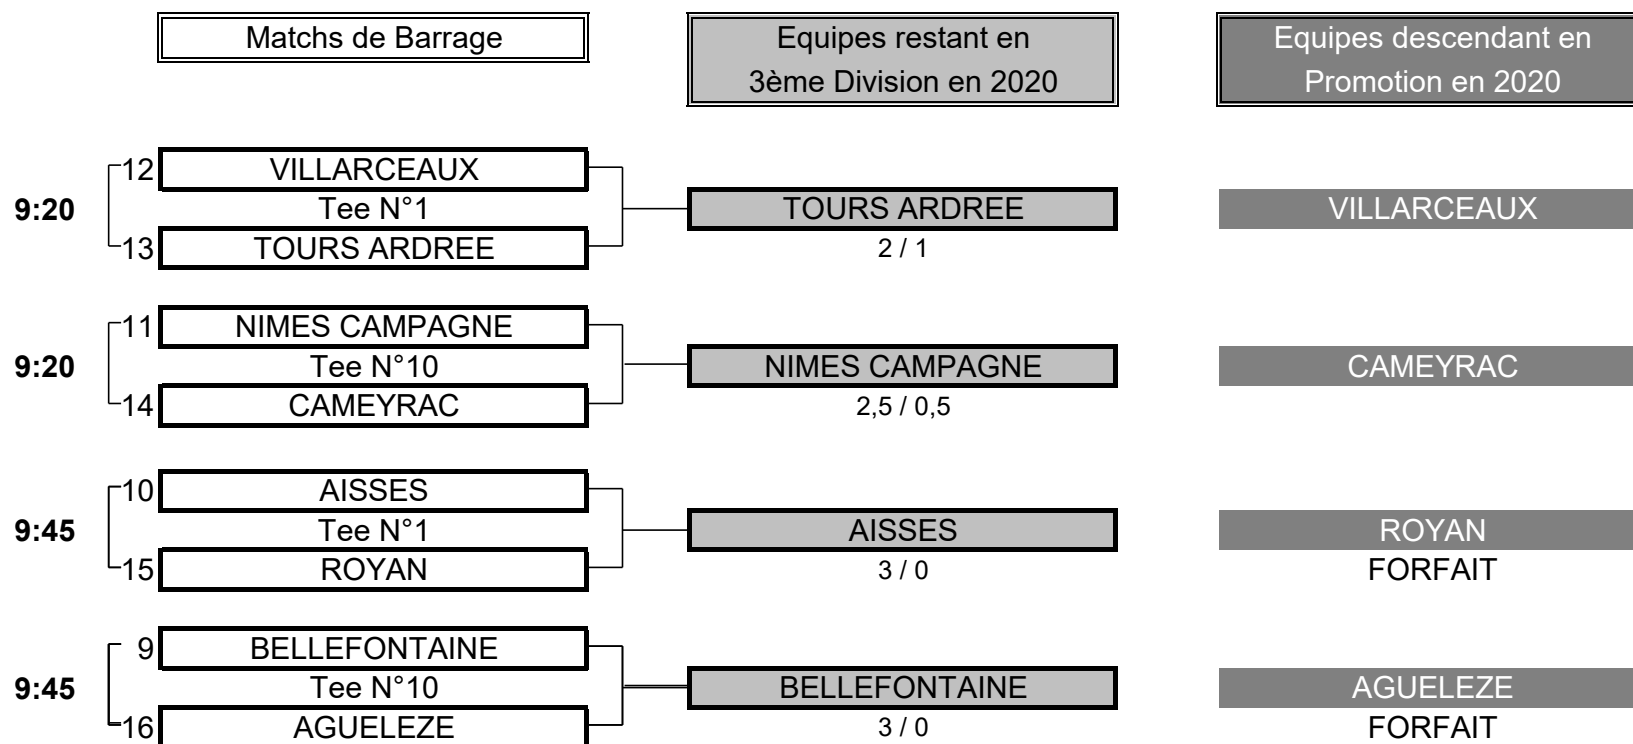 Matchs de Barrage
Equipes restant en
3ème Division en 2020
Equipes descendant en
Promotion en 2020
12 VILLARCEAUX
9:20 Tee N°1 TOURS ARDREE VILLARCEAUX
13 TOURS ARDREE 2 / 1
11 NIMES CAMPAGNE
9:20 Tee N°10 NIMES CAMPAGNE CAMEYRAC
14 CAMEYRAC 2,5 / 0,5
10 AISSES
9:45 Tee N°1 AISSES ROYAN
15 ROYAN 3 / 0 FORFAIT
9 BELLEFONTAINE
9:45 Tee N°10 BELLEFONTAINE AGUELEZE
16 AGUELEZE 3 / 0 FORFAIT